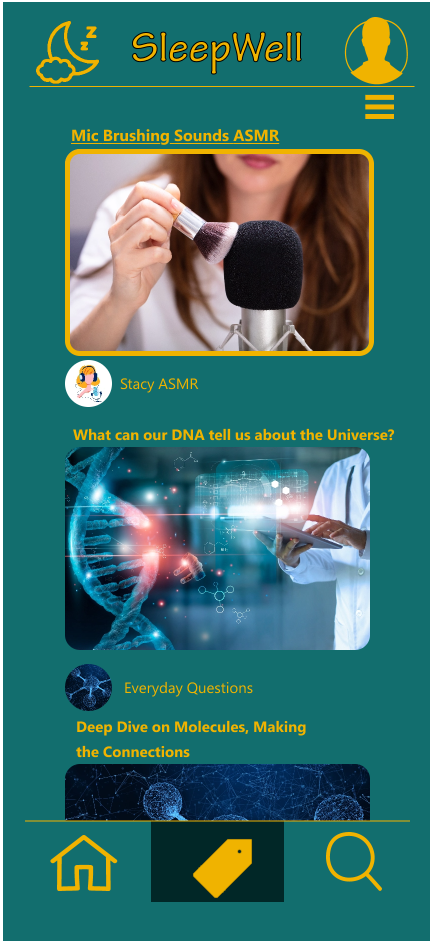 z
z
SleepWell
Mic Brushing Sounds ASMR
Stacy ASMR
What can our DNA tell us about the Universe?
Everyday Questions
Deep Dive on Molecules, Making
the Connections